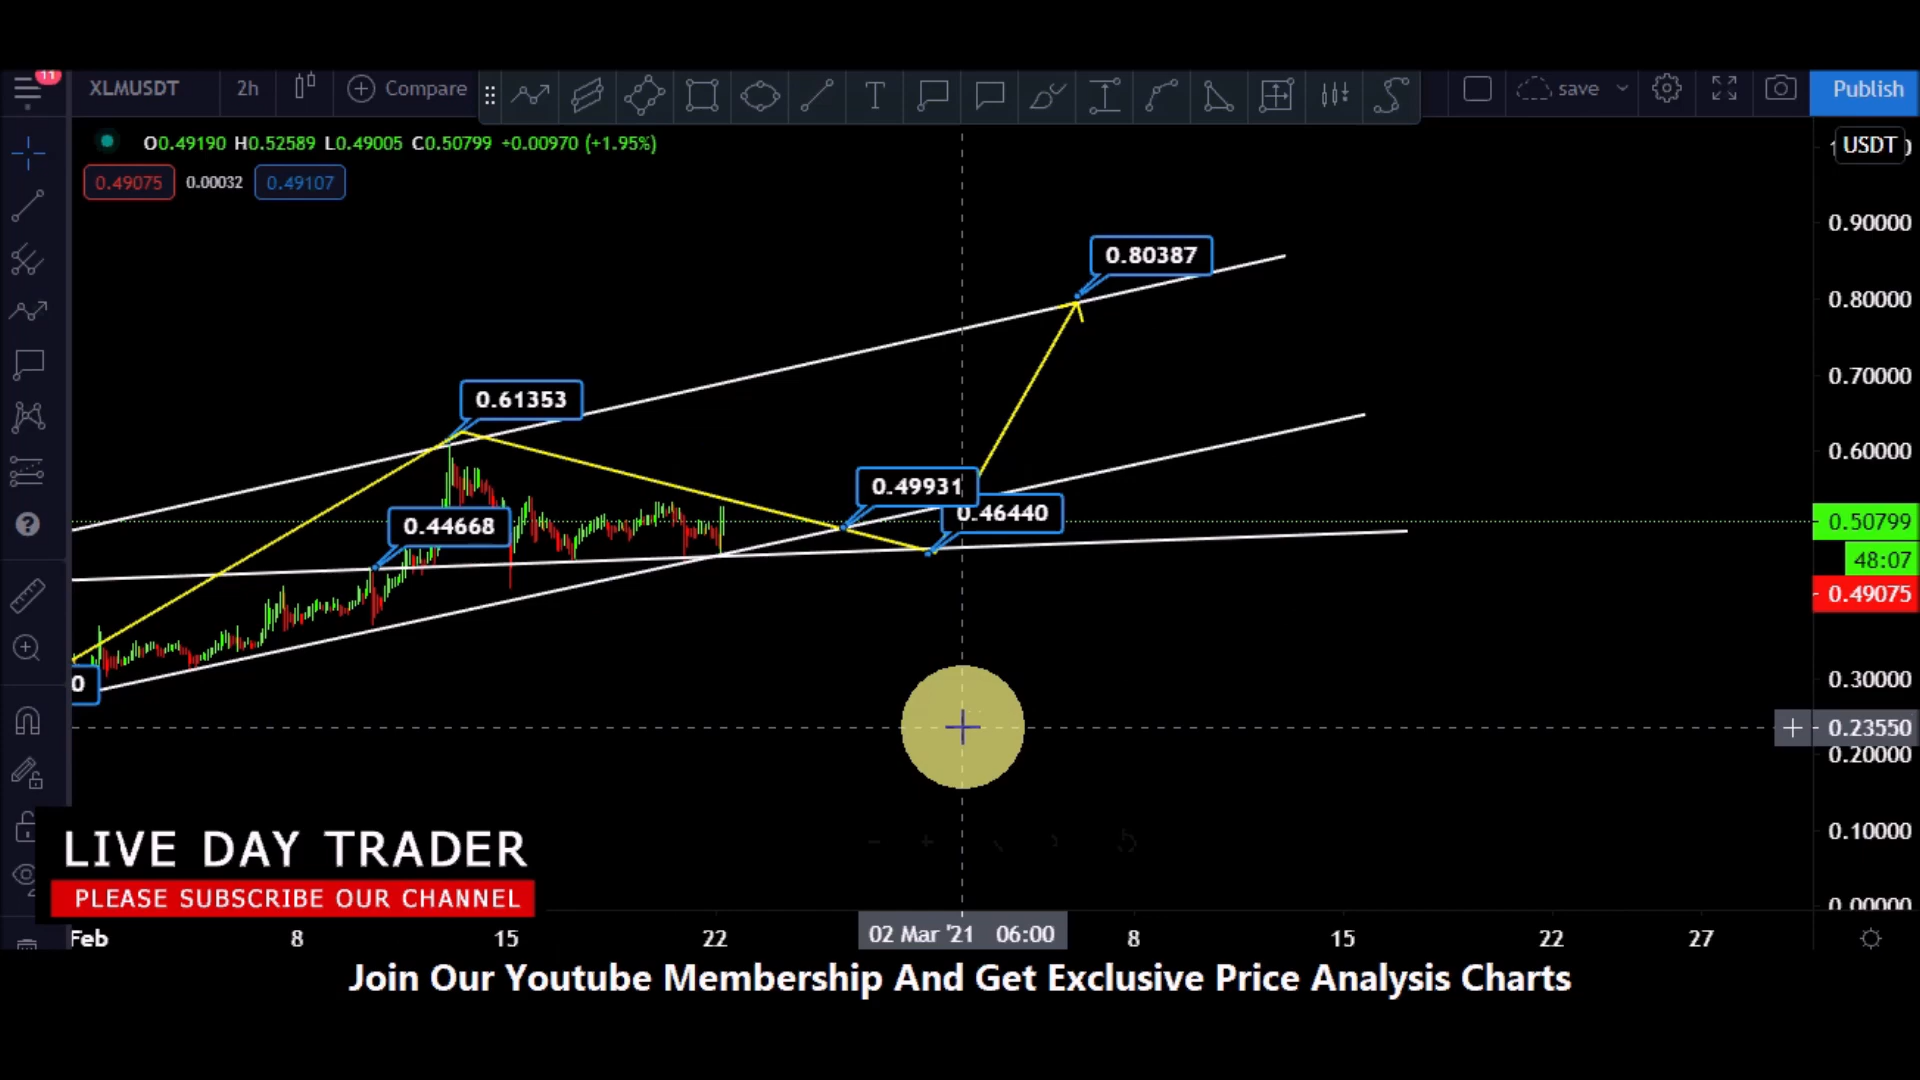 11
XLMUSDT 2h Compare save Publish
O0.49190 H0.52589 L0.49005 C0.50799 +0.00970 (+1.95%)
USDT
0.49075 0.00032 0.49107
0.90000
0.80387
0.80000
0.70000
0.61353
0.60000
0.49931
0.46440
0.44668
0.50799
48:07
0.49075
0.30000
0
0.23550
0.20000
0.10000
LIVE DAY TRADER
PLEASE SUBSCRIBE OUR CHANNEL
0.00000
Feb 8 15 22 02 Mar '21 06:00 8 15 22 27
Join Our Youtube Membership And Get Exclusive Price Analysis Charts